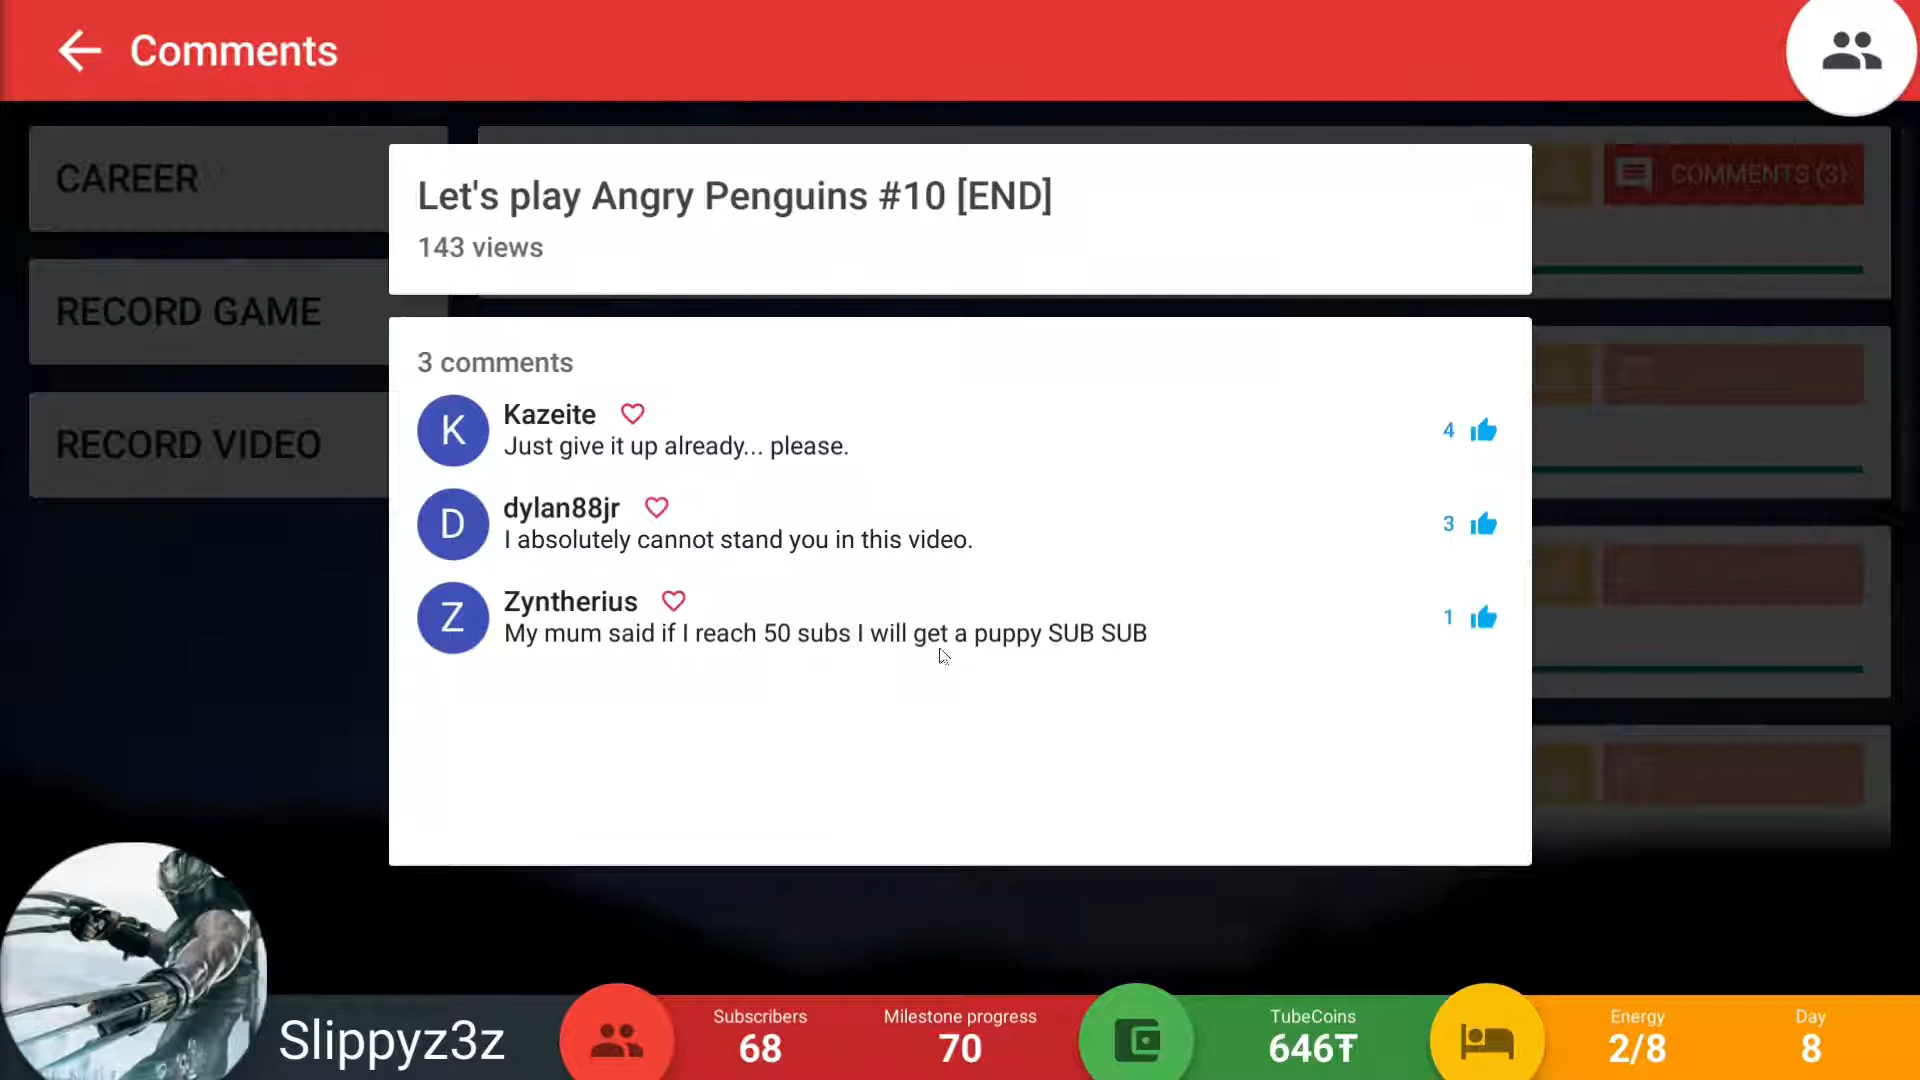 Comments
CAREER
RECORD GAME
RECORD VIDEO
COMMENTS (3)
Let's play Angry Penguins #10 [END]
143 views
3 comments
K
Kazeite
Just give it up already... please.
4
D
dylan88jr
I absolutely cannot stand you in this video.
3
Z
Zyntherius
My mum said if I reach 50 subs I will get a puppy SUB SUB
1
Slippyz3z
Subscribers
68
Milestone progress
70
TubeCoins
646Ŧ
Energy
2/8
Day
8